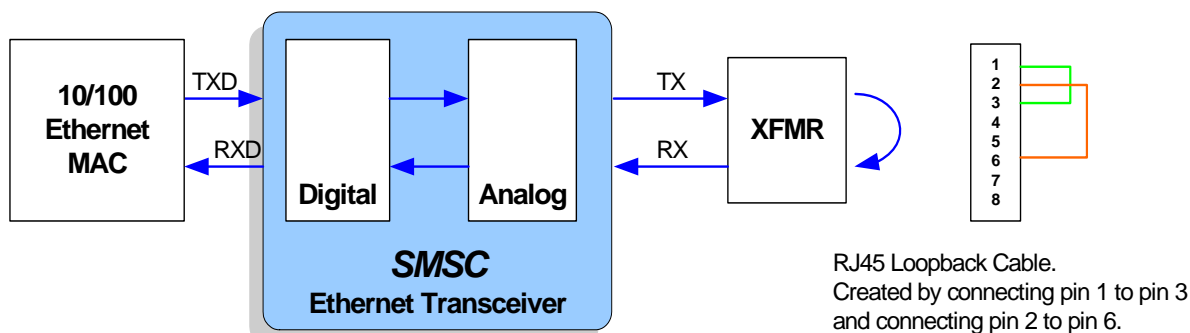 10/100
Ethernet
MAC
TXD
RXD
Digital
Analog
SMSC
Ethernet Transceiver
TX
RX
XFMR
1
2
3
4
5
6
7
8
RJ45 Loopback Cable.
Created by connecting pin 1 to pin 3
and connecting pin 2 to pin 6.